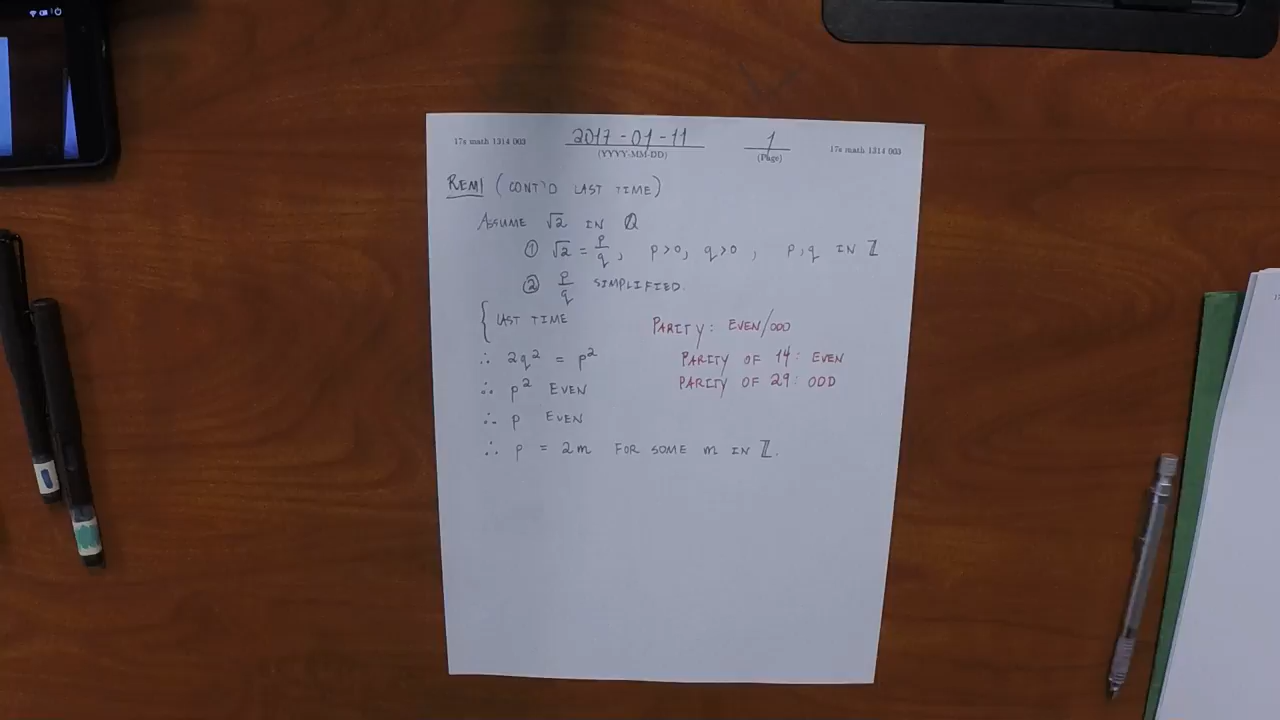 17s math 1314 003 2017-01-11 1 17s math 1314 003
(YYYY-MM-DD) (Page)
REM (CONT'D LAST TIME)
ASSUME √2 IN ℚ
① √2 = p/q, p>0, q>0, p,q IN ℤ
② p/q SIMPLIFIED.
{ LAST TIME
∴ 2q² = p²
∴ p² EVEN
∴ p EVEN
∴ p = 2m FOR SOME m IN ℤ.
PARITY: EVEN/ODD
PARITY OF 14: EVEN
PARITY OF 29: ODD